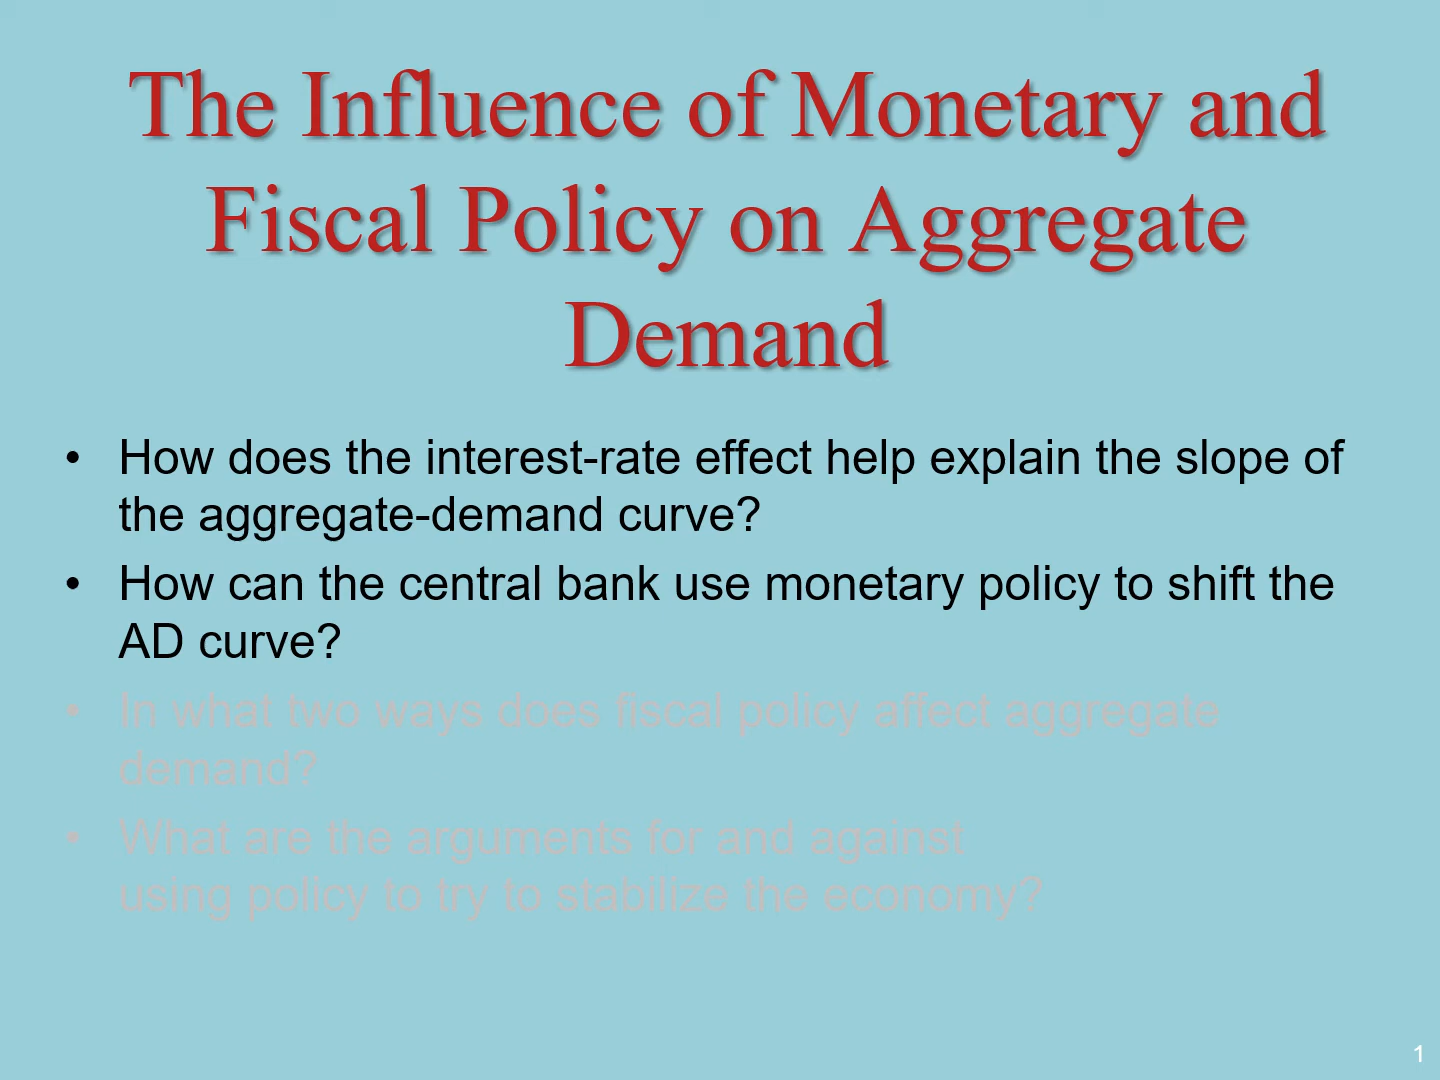 The Influence of Monetary and
Fiscal Policy on Aggregate
Demand
• How does the interest-rate effect help explain the slope of
the aggregate-demand curve?
• How can the central bank use monetary policy to shift the
AD curve?
• In what two ways does fiscal policy affect aggregate
demand?
• What are the arguments for and against
using policy to try to stabilize the economy?
1